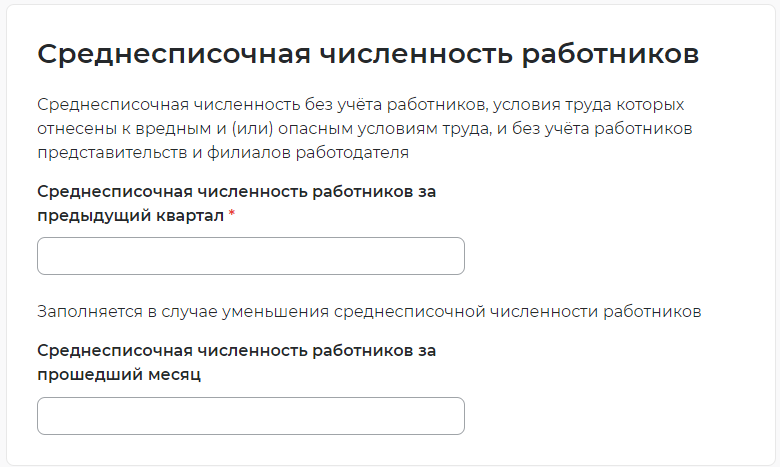 Среднесписочная численность работников
Среднесписочная численность без учёта работников, условия труда которых
отнесены к вредным и (или) опасным условиям труда, и без учёта работников
представительств и филиалов работодателя
Среднесписочная численность работников за
предыдущий квартал *
Заполняется в случае уменьшения среднесписочной численности работников
Среднесписочная численность работников за
прошедший месяц